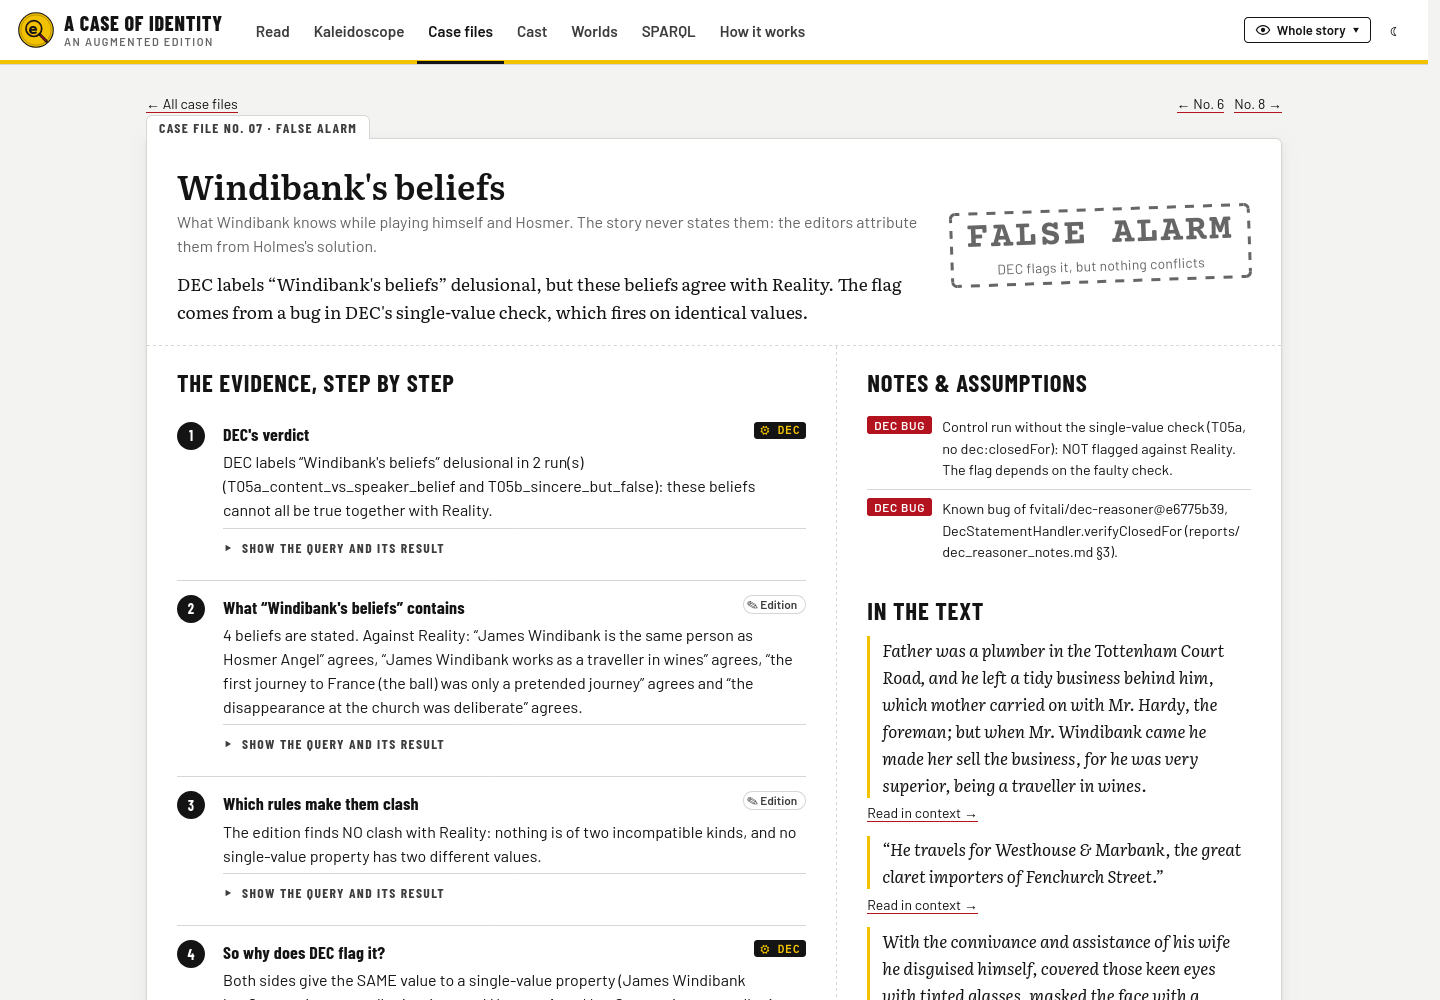 A CASE OF IDENTITY
AN AUGMENTED EDITION
Read
Kaleidoscope
Case files
Cast
Worlds
SPARQL
How it works
Whole story ▾
← All case files
← No. 6
No. 8 →
CASE FILE NO. 07 · FALSE ALARM
Windibank's beliefs
What Windibank knows while playing himself and Hosmer. The story never states them: the editors attribute
them from Holmes's solution.
DEC labels “Windibank's beliefs” delusional, but these beliefs agree with Reality. The flag
comes from a bug in DEC's single-value check, which fires on identical values.
FALSE ALARM
DEC flags it, but nothing conflicts
THE EVIDENCE, STEP BY STEP
1
DEC's verdict
⚙ DEC
DEC labels “Windibank's beliefs” delusional in 2 run(s)
(T05a_content_vs_speaker_belief and T05b_sincere_but_false): these beliefs
cannot all be true together with Reality.
▸ SHOW THE QUERY AND ITS RESULT
2
What “Windibank's beliefs” contains
✎ Edition
4 beliefs are stated. Against Reality: “James Windibank is the same person as
Hosmer Angel” agrees, “James Windibank works as a traveller in wines” agrees, “the
first journey to France (the ball) was only a pretended journey” agrees and “the
disappearance at the church was deliberate” agrees.
▸ SHOW THE QUERY AND ITS RESULT
3
Which rules make them clash
✎ Edition
The edition finds NO clash with Reality: nothing is of two incompatible kinds, and no
single-value property has two different values.
▸ SHOW THE QUERY AND ITS RESULT
4
So why does DEC flag it?
⚙ DEC
Both sides give the SAME value to a single-value property (James Windibank
NOTES & ASSUMPTIONS
DEC BUG
Control run without the single-value check (T05a,
no dec:closedFor): NOT flagged against Reality.
The flag depends on the faulty check.
DEC BUG
Known bug of fvitali/dec-reasoner@e6775b39,
DecStatementHandler.verifyClosedFor (reports/
dec_reasoner_notes.md §3).
IN THE TEXT
Father was a plumber in the Tottenham Court
Road, and he left a tidy business behind him,
which mother carried on with Mr. Hardy, the
foreman; but when Mr. Windibank came he
made her sell the business, for he was very
superior, being a traveller in wines.
Read in context →
“He travels for Westhouse & Marbank, the great
claret importers of Fenchurch Street.”
Read in context →
With the connivance and assistance of his wife
he disguised himself, covered those keen eyes
with tinted glasses, masked the face with a